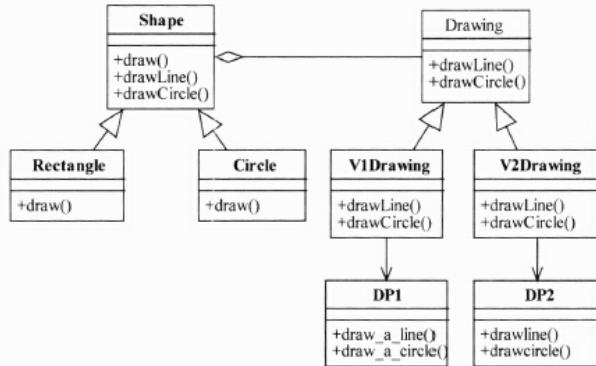 Shape
+draw()
+drawLine()
+drawCircle()
Drawing
+drawLine()
+drawCircle()
Rectangle
+draw()
Circle
+draw()
V1Drawing
+drawLine()
+drawCircle()
V2Drawing
+drawLine()
+drawCircle()
DP1
+draw_a_line()
+draw_a_circle()
DP2
+drawline()
+drawcircle()